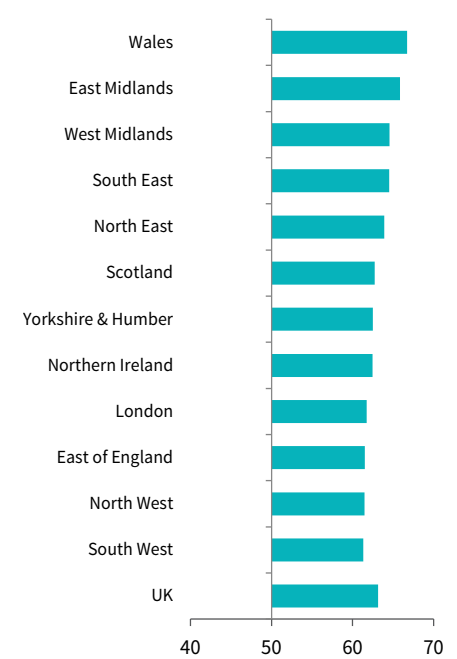 Wales
East Midlands
West Midlands
South East
North East
Scotland
Yorkshire & Humber
Northern Ireland
London
East of England
North West
South West
UK
40 50 60 70